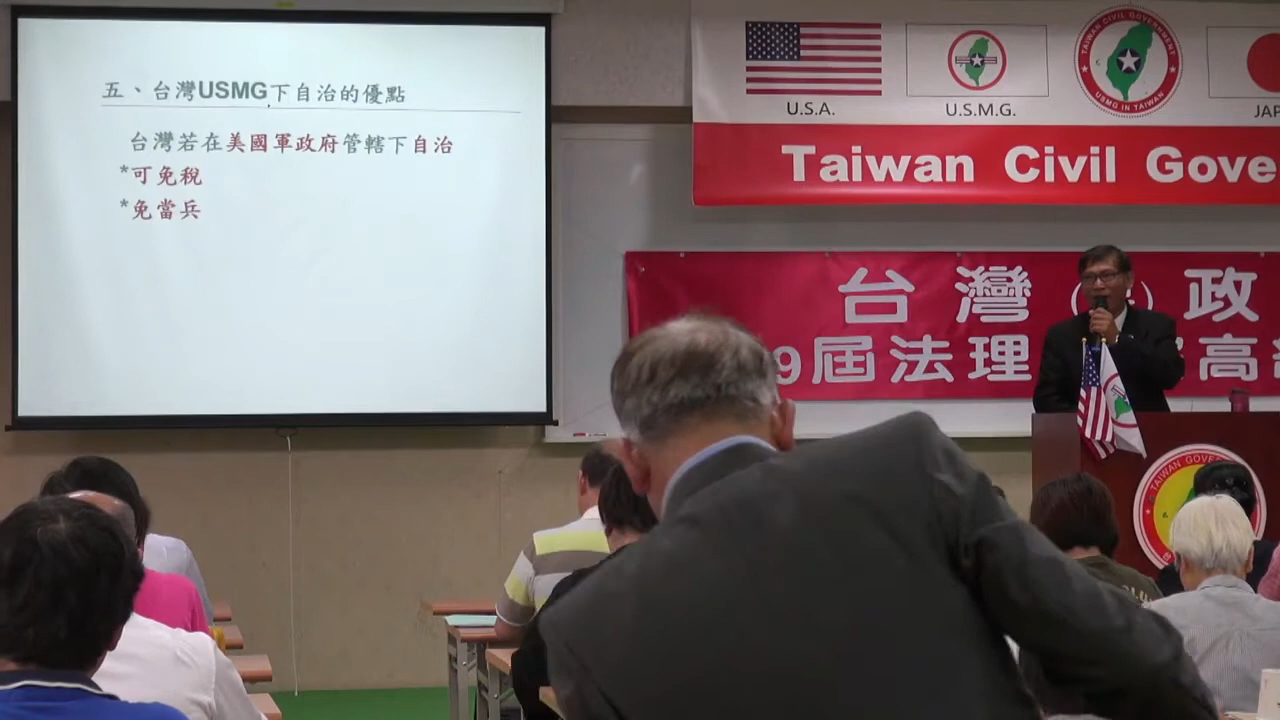 五、台灣USMG下自治的優點
台灣若在美國軍政府管轄下自治
*可免稅
*免當兵
U.S.A.
U.S.M.G.
TAIWAN CIVIL GOVERNMENT
USMG IN TAIWAN
JAP
Taiwan Civil Gove
台灣 政
9屆法理 高
TAIWAN GOVE